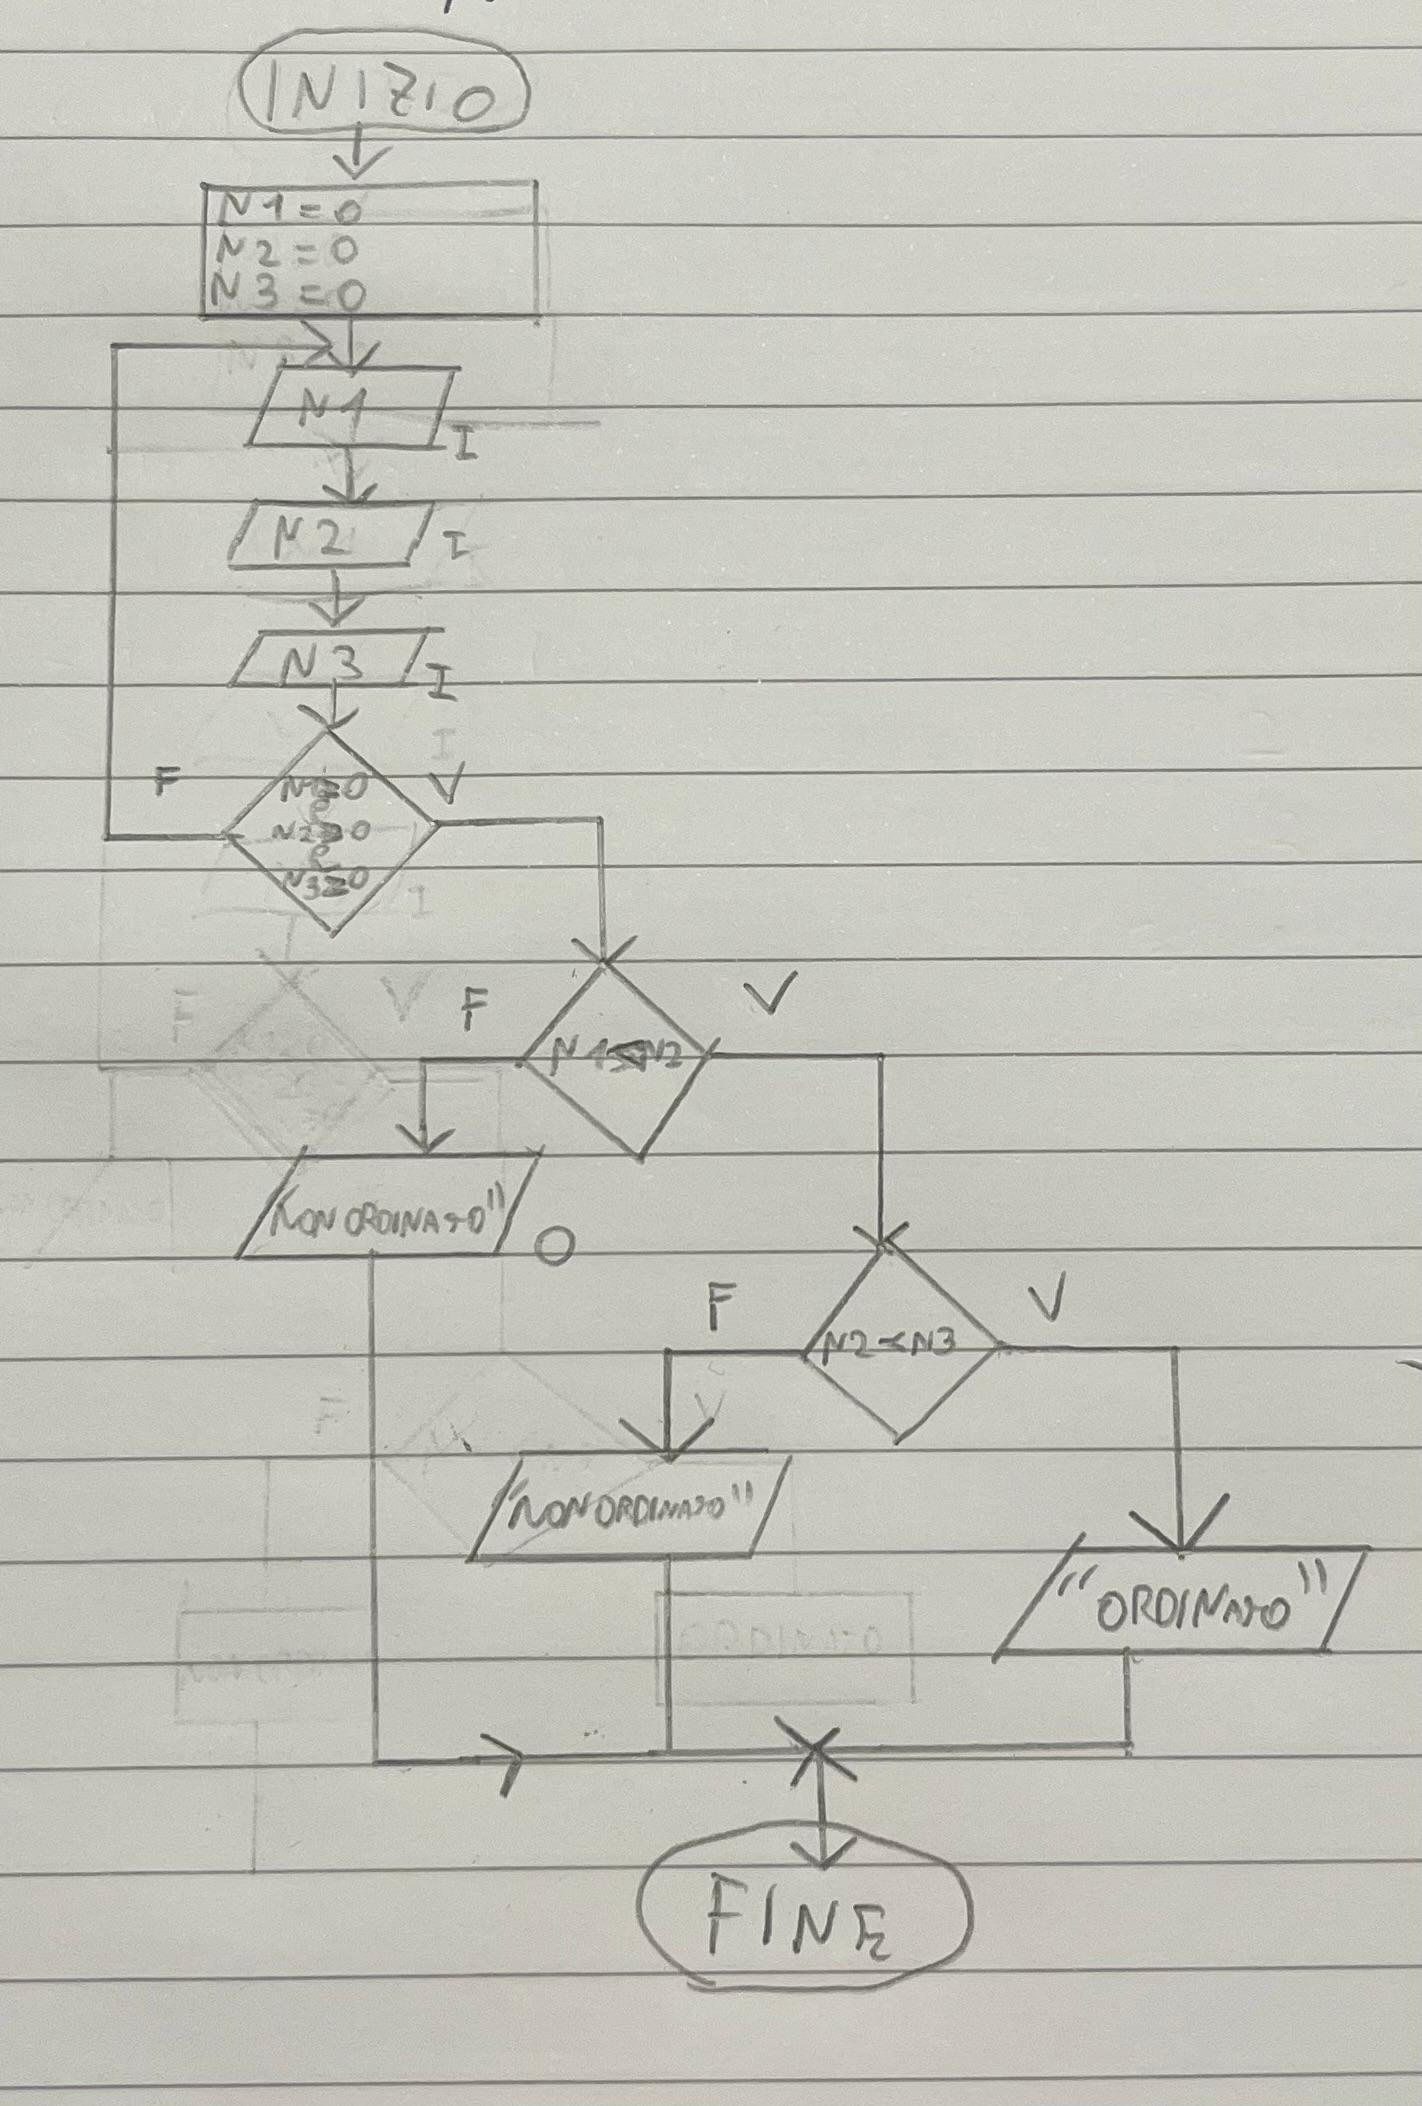 INIZIO
N1=0
N2=0
N3=0
N1
I
N2
I
N3
I
F
V
N1≥0
e
N2≥0
e
N3≥0
F
V
N1≤N2
"NON ORDINATO"
O
F
V
N2<N3
"NON ORDINATO"
"ORDINATO"
FINE